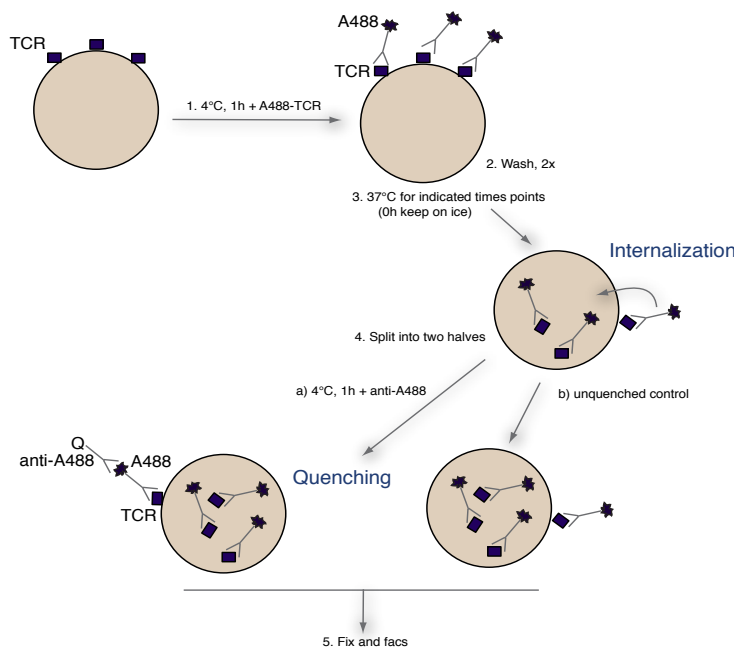 TCR
A488
TCR
1. 4°C, 1h + A488-TCR
2. Wash, 2x
3. 37°C for indicated times points
(0h keep on ice)
Internalization
4. Split into two halves
a) 4°C, 1h + anti-A488
b) unquenched control
Q
anti-A488
A488
TCR
Quenching
5. Fix and facs